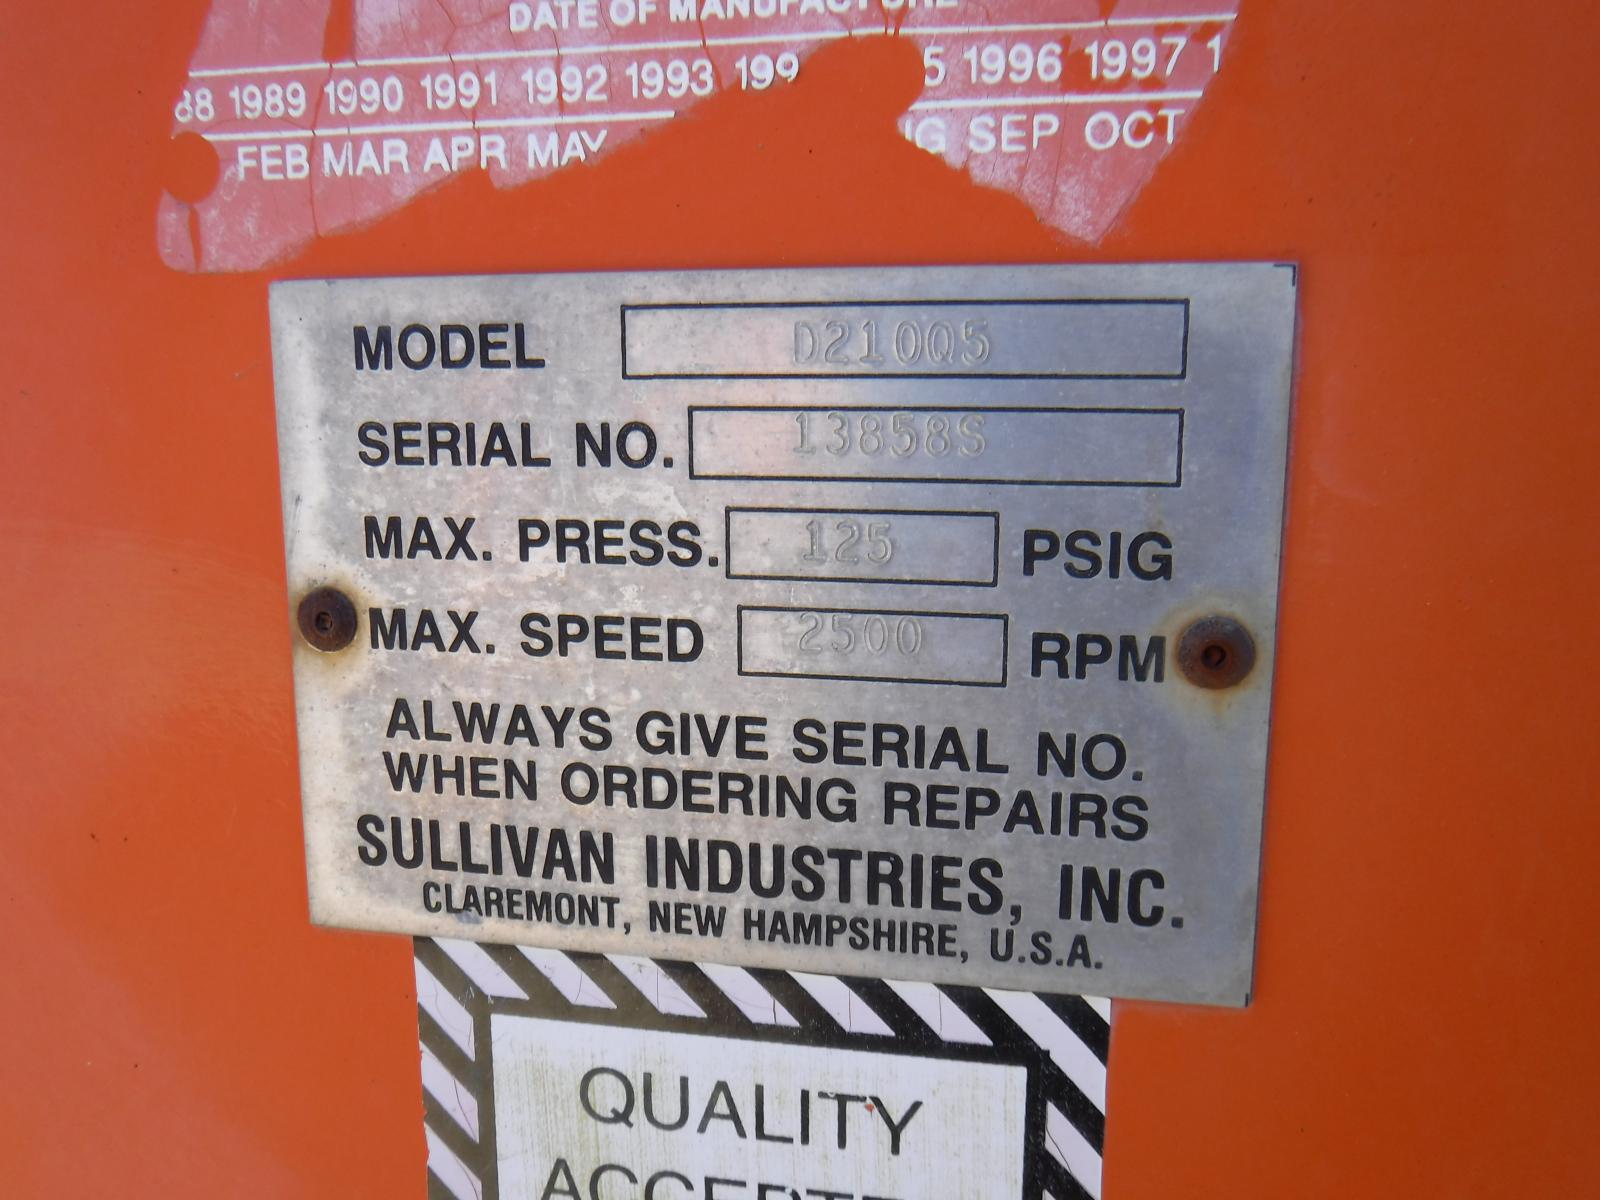 DATE OF MANUFACTURE
88 1989 1990 1991 1992 1993 199 5 1996 1997 1
FEB MAR APR MAY G SEP OCT
MODEL D210Q5
SERIAL NO. 13858S
MAX. PRESS. 125 PSIG
MAX. SPEED 2500 RPM
ALWAYS GIVE SERIAL NO.
WHEN ORDERING REPAIRS
SULLIVAN INDUSTRIES, INC.
CLAREMONT, NEW HAMPSHIRE, U.S.A.
QUALITY
ACCEPTE